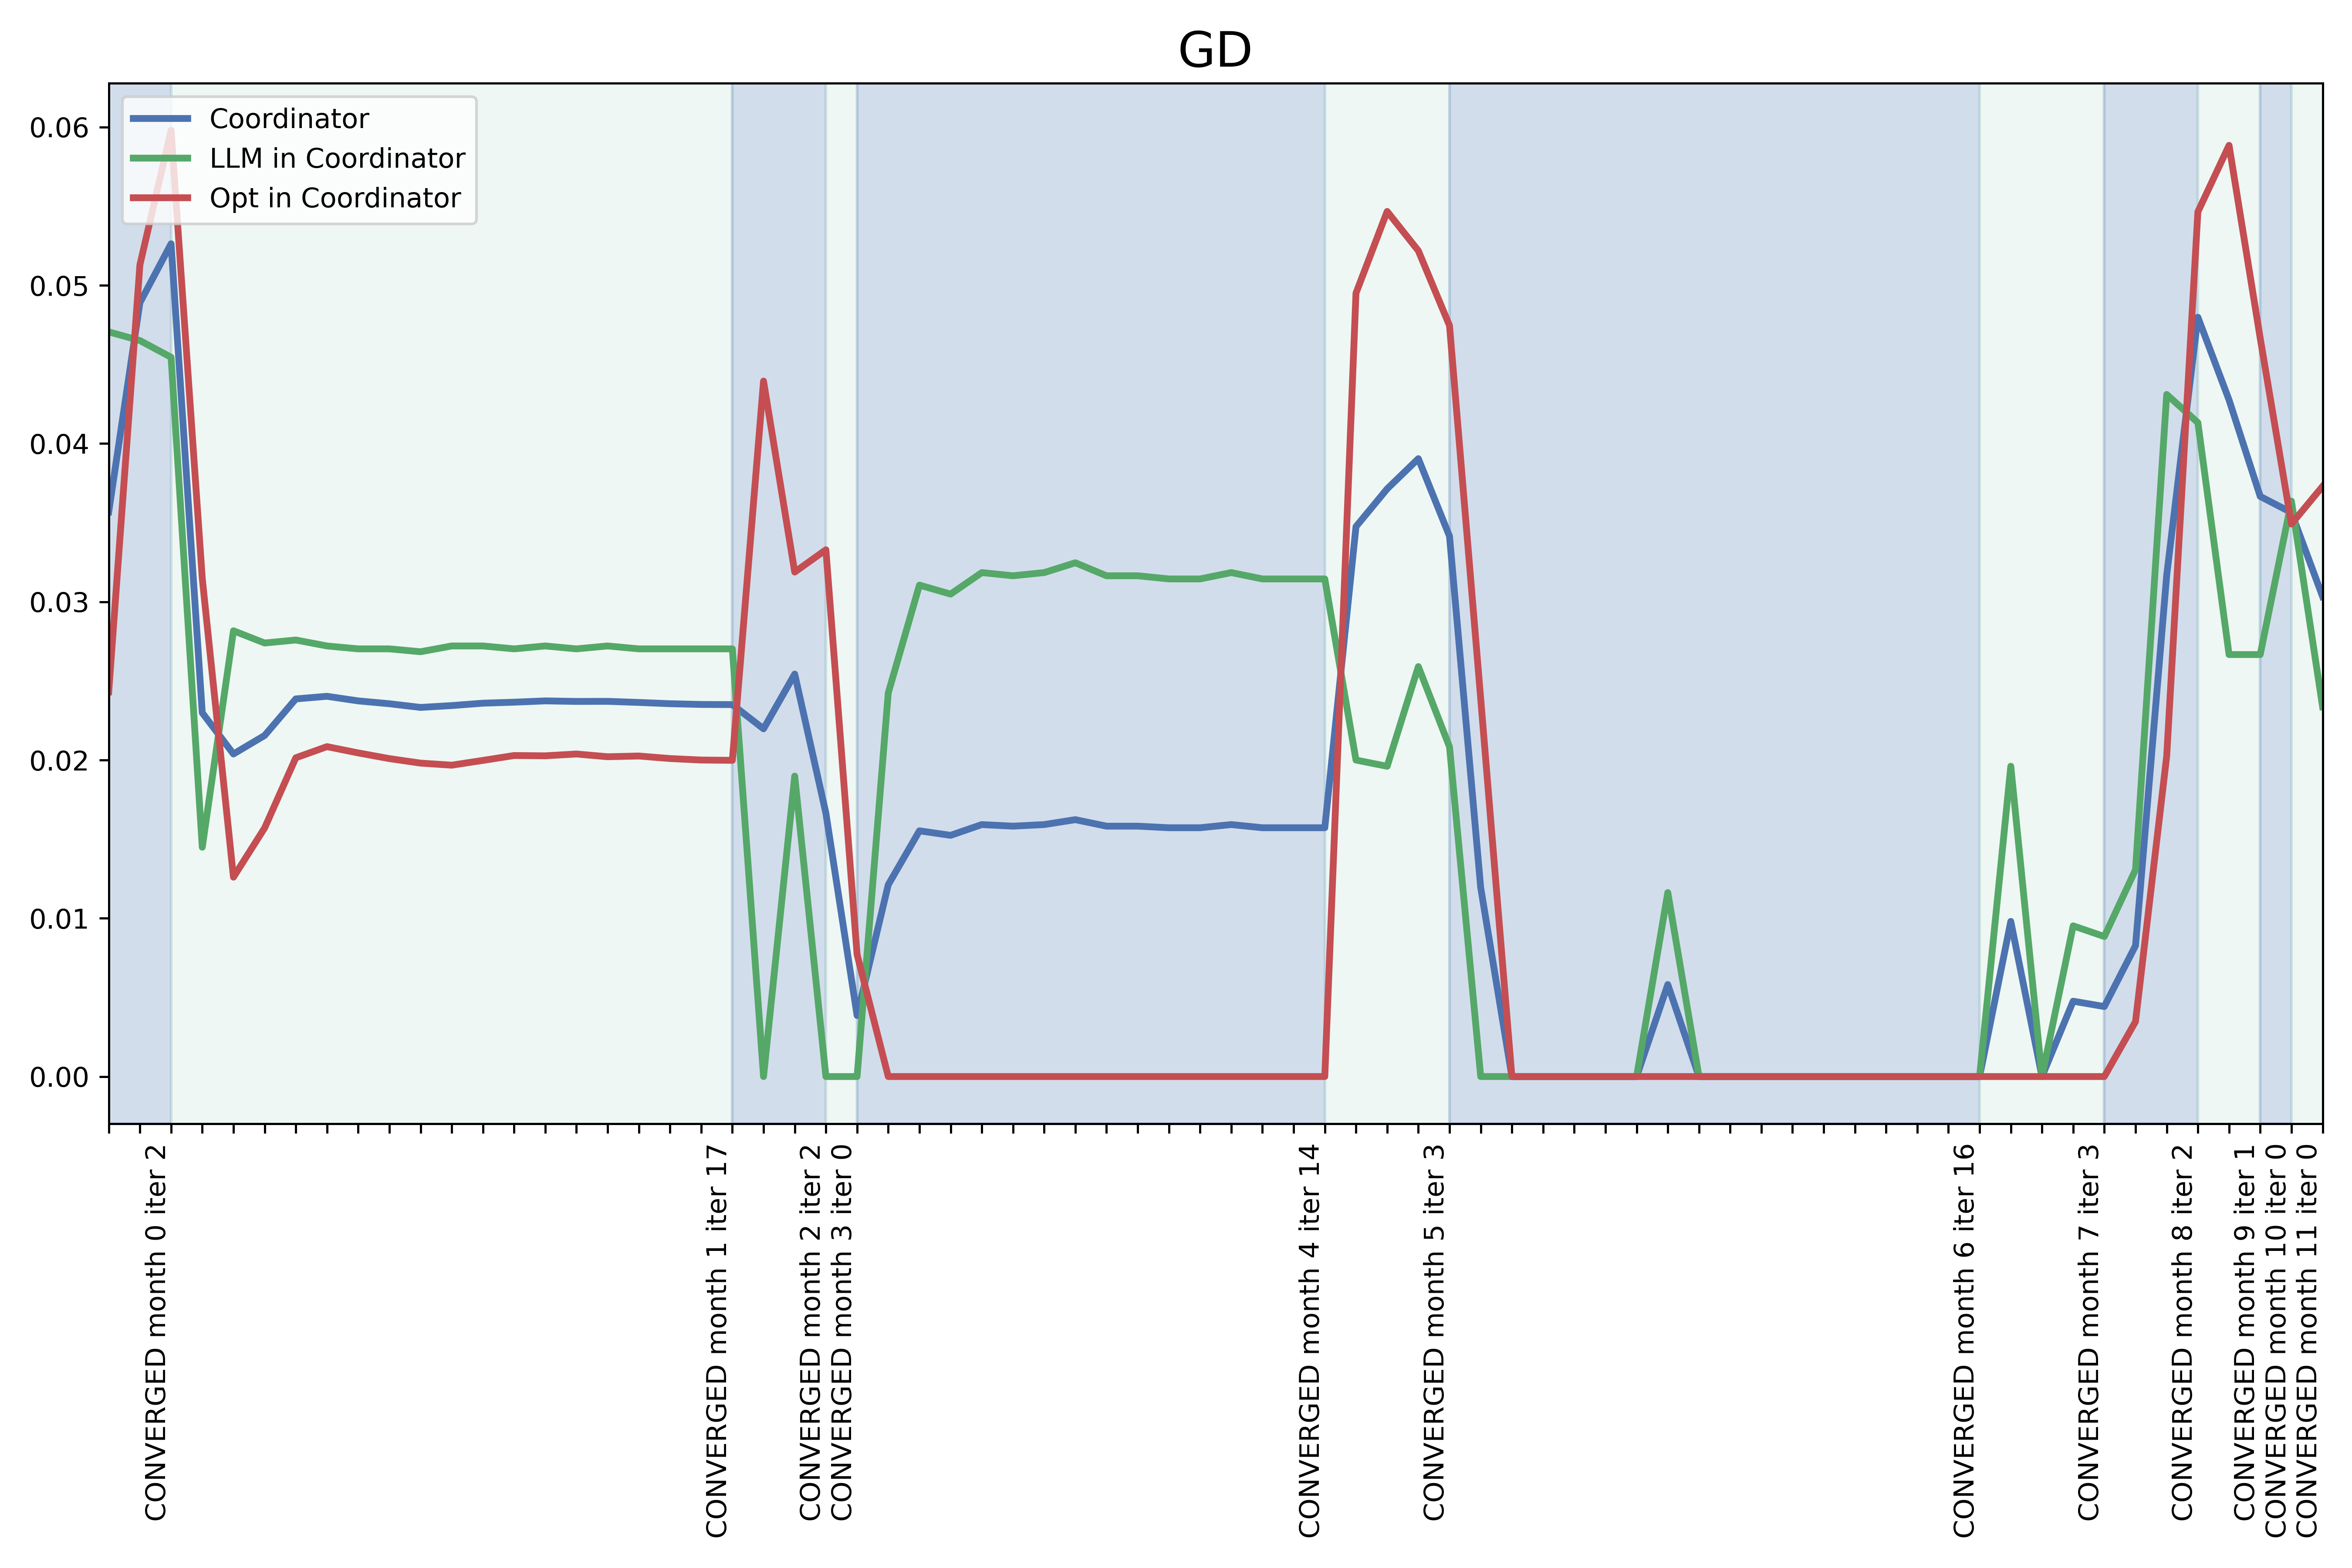 GD
Coordinator
LLM in Coordinator
Opt in Coordinator
0.06
0.05
0.04
0.03
0.02
0.01
0.00
CONVERGED month 0 iter 2
CONVERGED month 1 iter 17
CONVERGED month 2 iter 2
CONVERGED month 3 iter 0
CONVERGED month 4 iter 14
CONVERGED month 5 iter 3
CONVERGED month 6 iter 16
CONVERGED month 7 iter 3
CONVERGED month 8 iter 2
CONVERGED month 9 iter 1
CONVERGED month 10 iter 0
CONVERGED month 11 iter 0